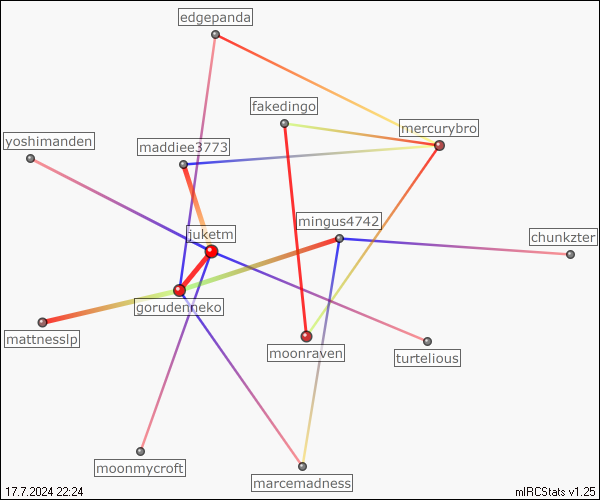 edgepanda
fakedingo
mercurybro
yoshimanden
maddiee3773
mingus4742
juketm
chunkzter
gorudenneko
mattnesslp
moonraven
turtelious
moonmycroft
marcemadness
17.7.2024 22:24
mIRCStats v1.25